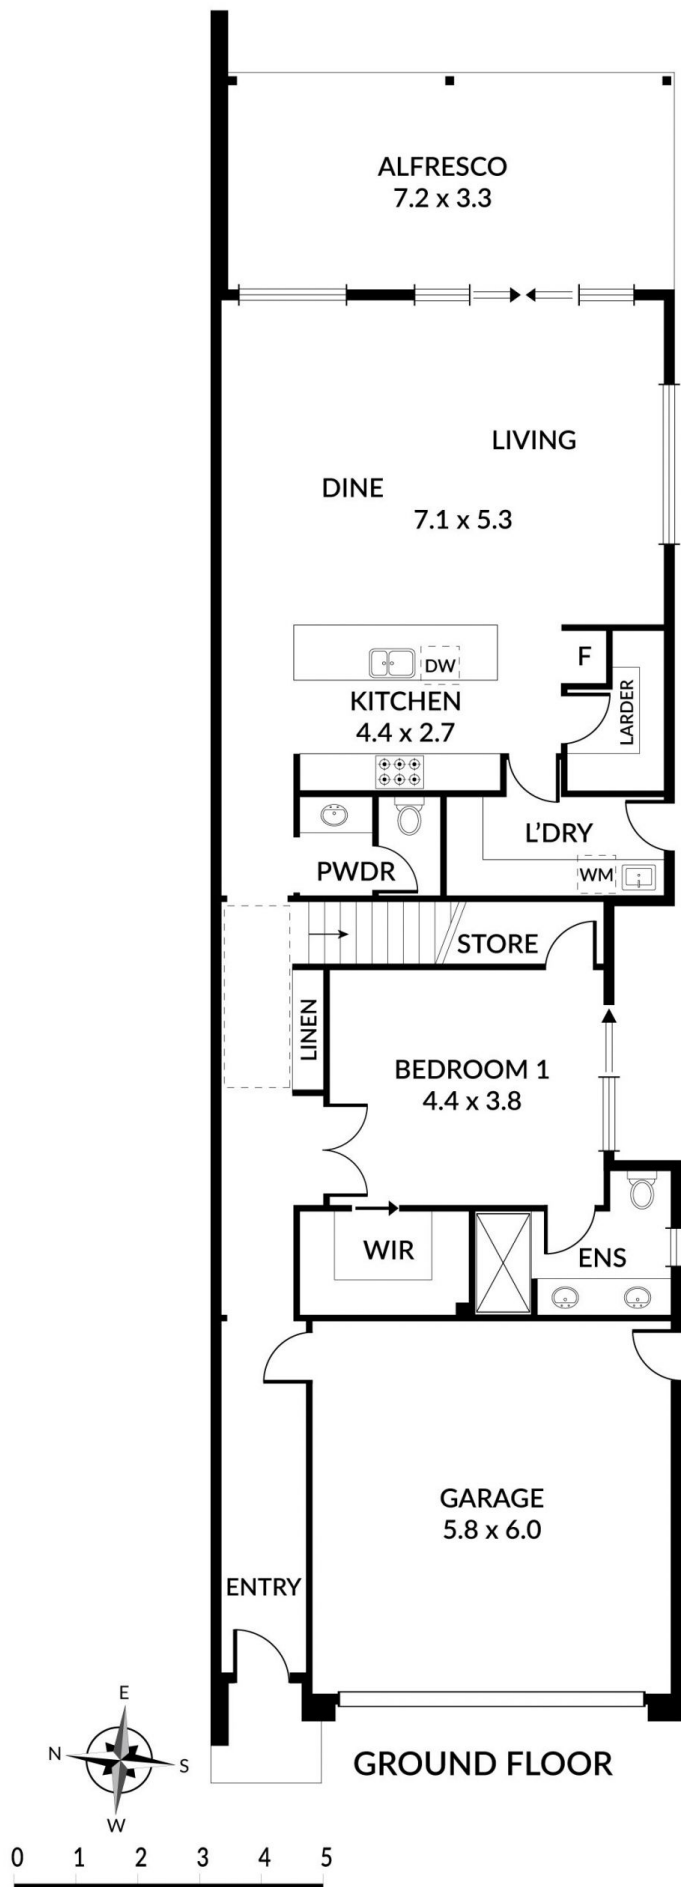 ALFRESCO
7.2 x 3.3
LIVING
DINE
7.1 x 5.3
F
DW
LARDER
KITCHEN
4.4 x 2.7
L'DRY
PWDR
WM
STORE
LINEN
BEDROOM 1
4.4 x 3.8
WIR
ENS
GARAGE
5.8 x 6.0
ENTRY
E
N
S
W
GROUND FLOOR
0 1 2 3 4 5